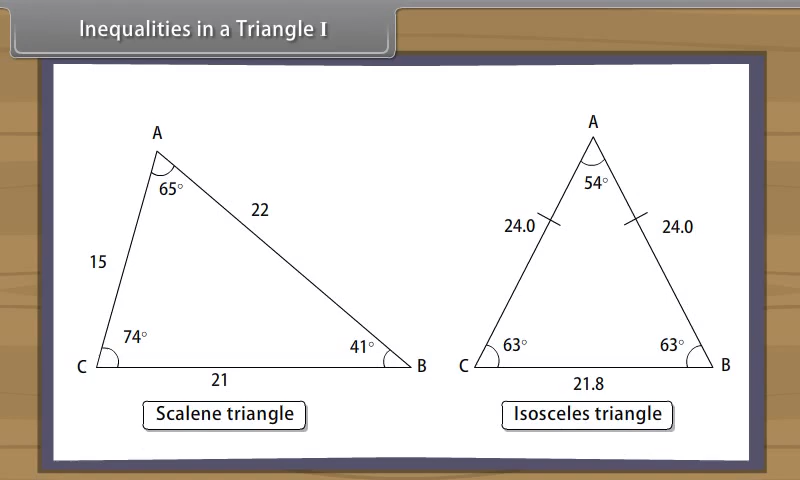 Inequalities in a Triangle I
A
65°
22
15
74°
41°
C
B
21
Scalene triangle
A
54°
24.0
24.0
63°
63°
C
B
21.8
Isosceles triangle